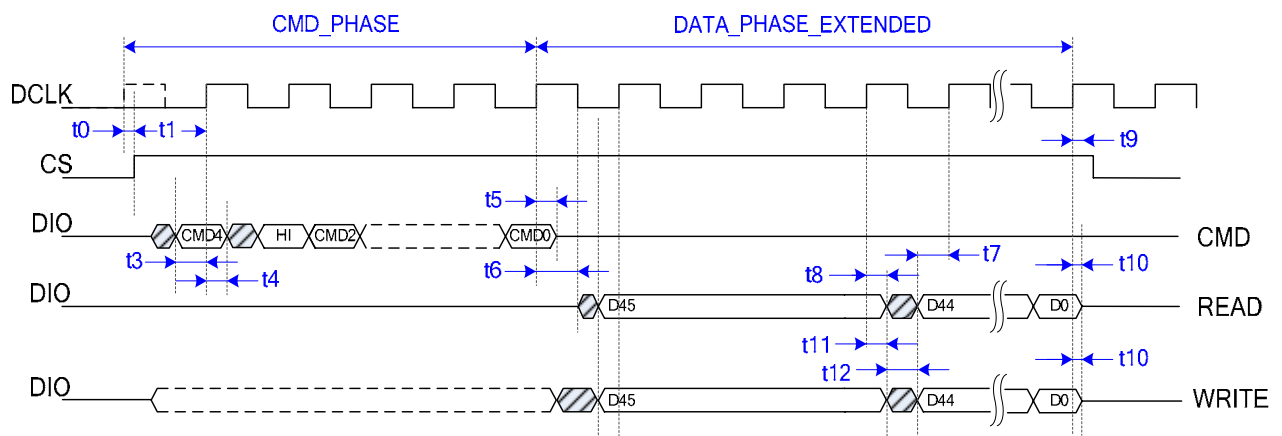 CMD_PHASE DATA_PHASE_EXTENDED
DCLK
t0 t1 t9
CS
t5
DIO CMD4 HI CMD2 CMD0 CMD
t3 t4 t6 t8 t7 t10
DIO D45 D44 D0 READ
t11 t12 t10
DIO D45 D44 D0 WRITE